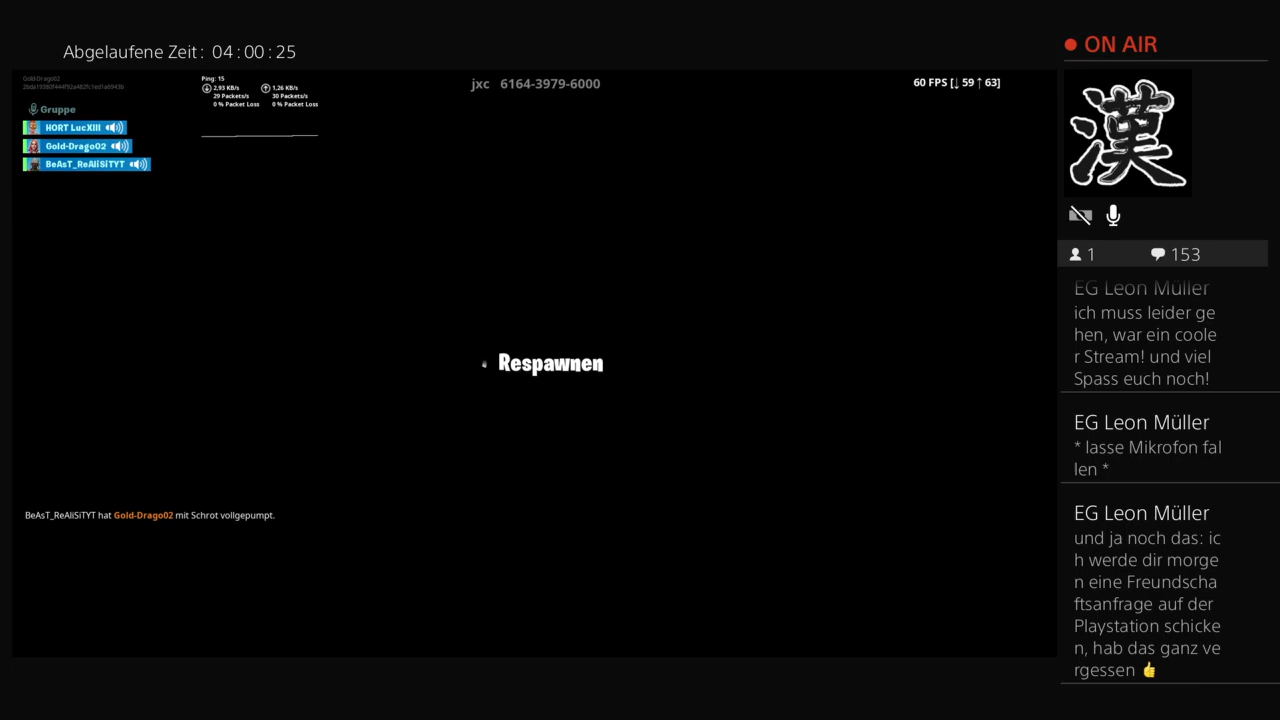 Abgelaufene Zeit: 04:00:25
ON AIR
Gold-Drago02
Ping: 15
2,93 KB/s 1,26 KB/s
29 Packets/s 30 Packets/s
0 % Packet Loss 0 % Packet Loss
jxc 6164-3979-6000
60 FPS [↓ 59 ↑ 63]
Gruppe
HORT LucXIII
Gold-Drago02
BeAsT_ReAliSiTYT
漢
1 153
EG Leon Müller
ich muss leider ge
hen, war ein coole
r Stream! und viel
Spass euch noch!
Respawnen
EG Leon Müller
* lasse Mikrofon fal
len *
BeAsT_ReAliSiTYT hat Gold-Drago02 mit Schrot vollgepumpt.
EG Leon Müller
und ja noch das: ic
h werde dir morge
n eine Freundscha
ftsanfrage auf der
Playstation schicke
n, hab das ganz ve
rgessen 👍